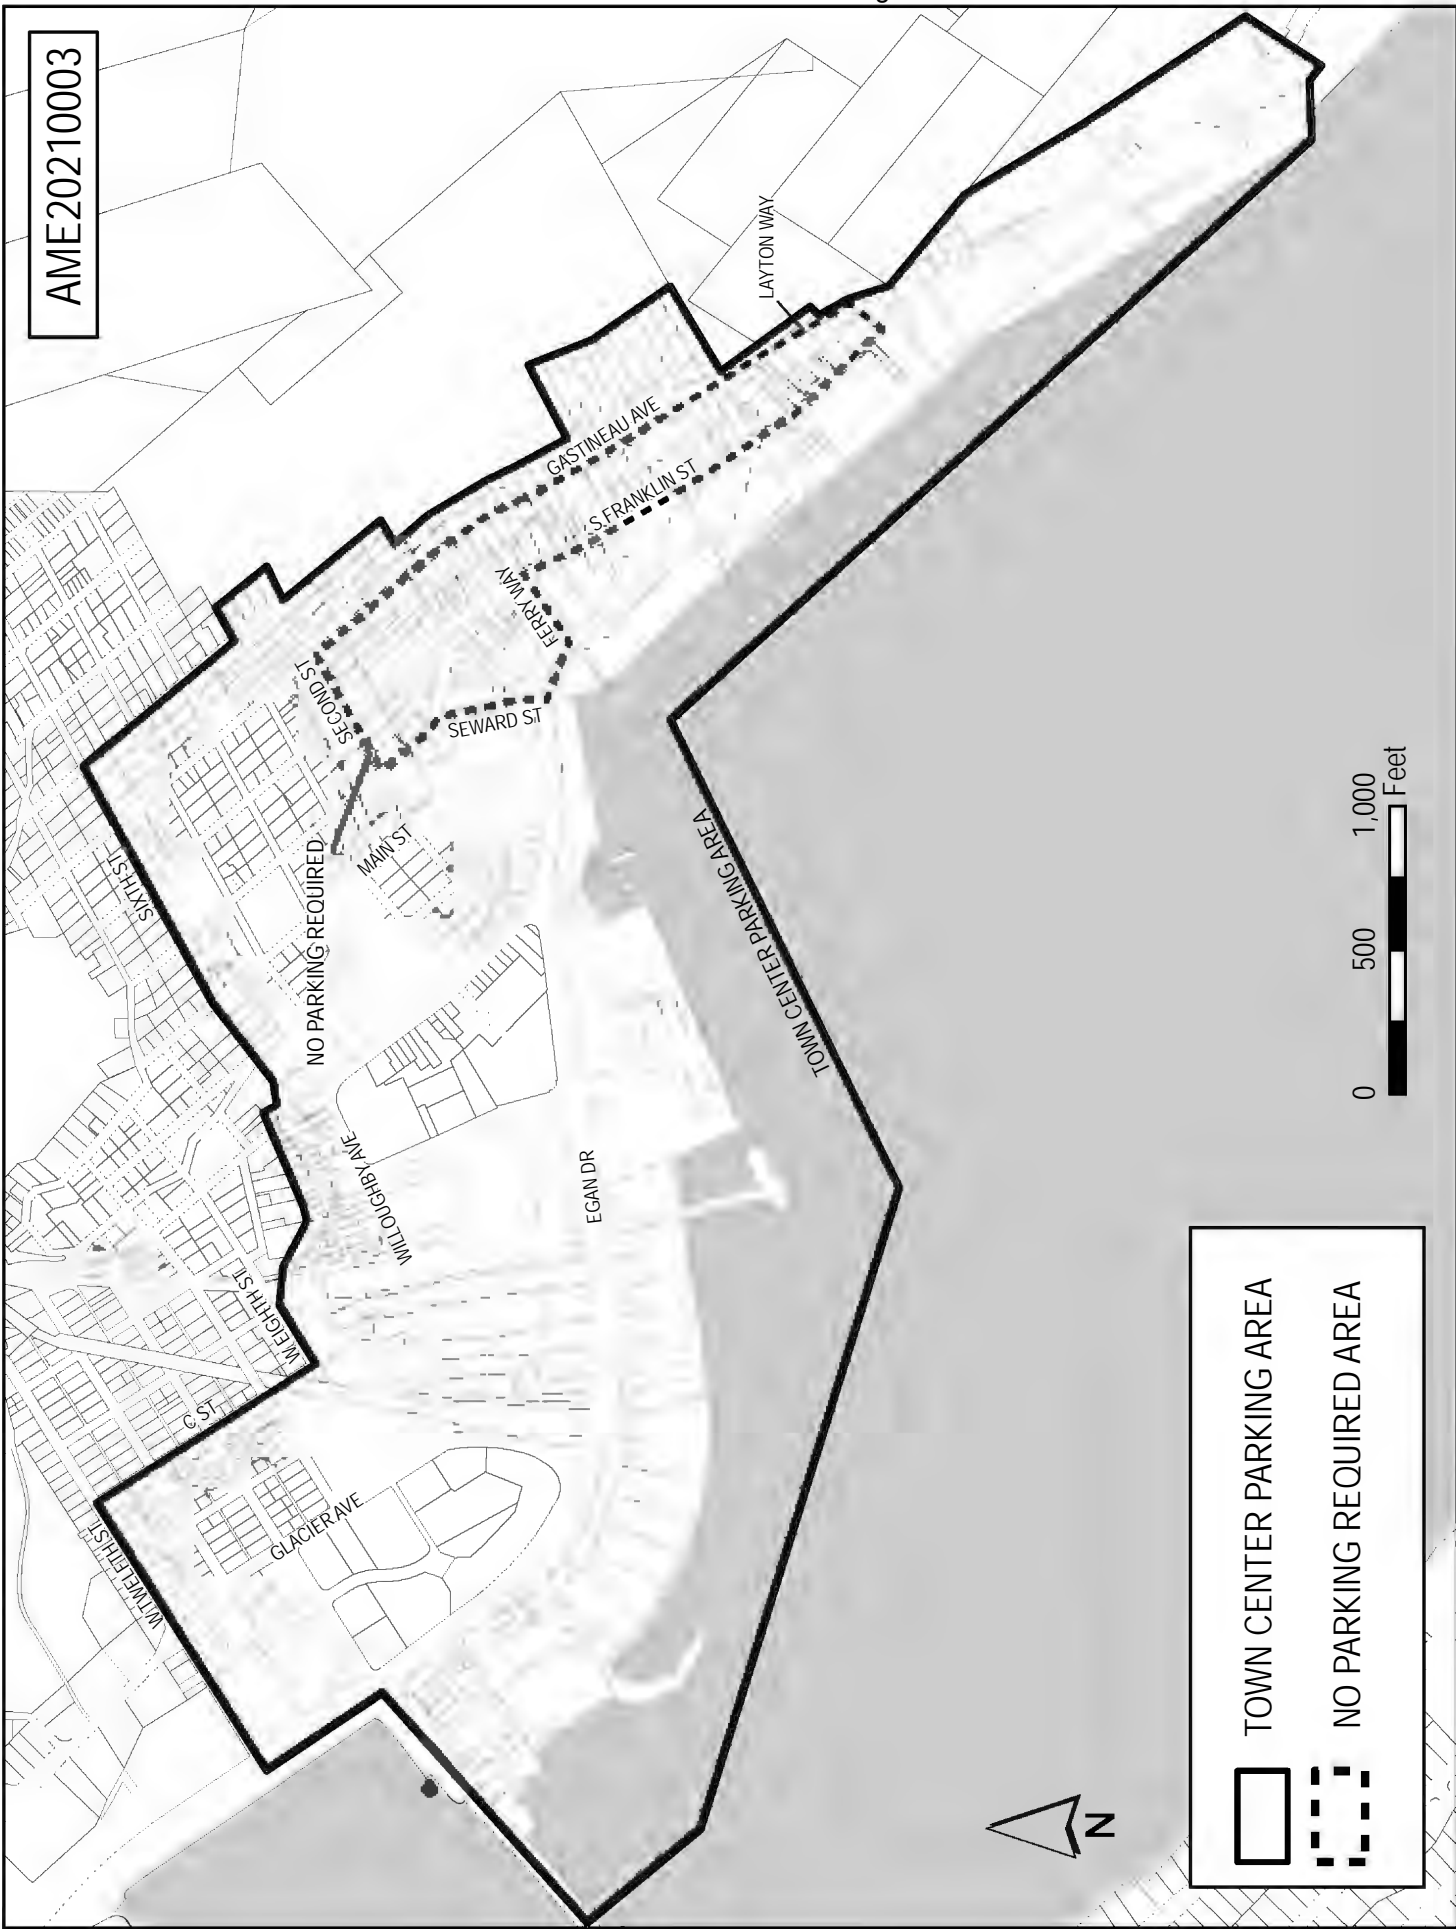 AME20210003
W TWELFTH ST
C ST
W. EIGHTH ST
SIXTH ST
GLACIER AVE
WILLOUGHBY AVE
EGAN DR
NO PARKING REQUIRED
MAIN ST
SECOND ST
SEWARD ST
FERRY WAY
S. FRANKLIN ST
GASTINEAU AVE
LAYTON WAY
TOWN CENTER PARKING AREA
N
TOWN CENTER PARKING AREA
NO PARKING REQUIRED AREA
0 500 1,000
Feet